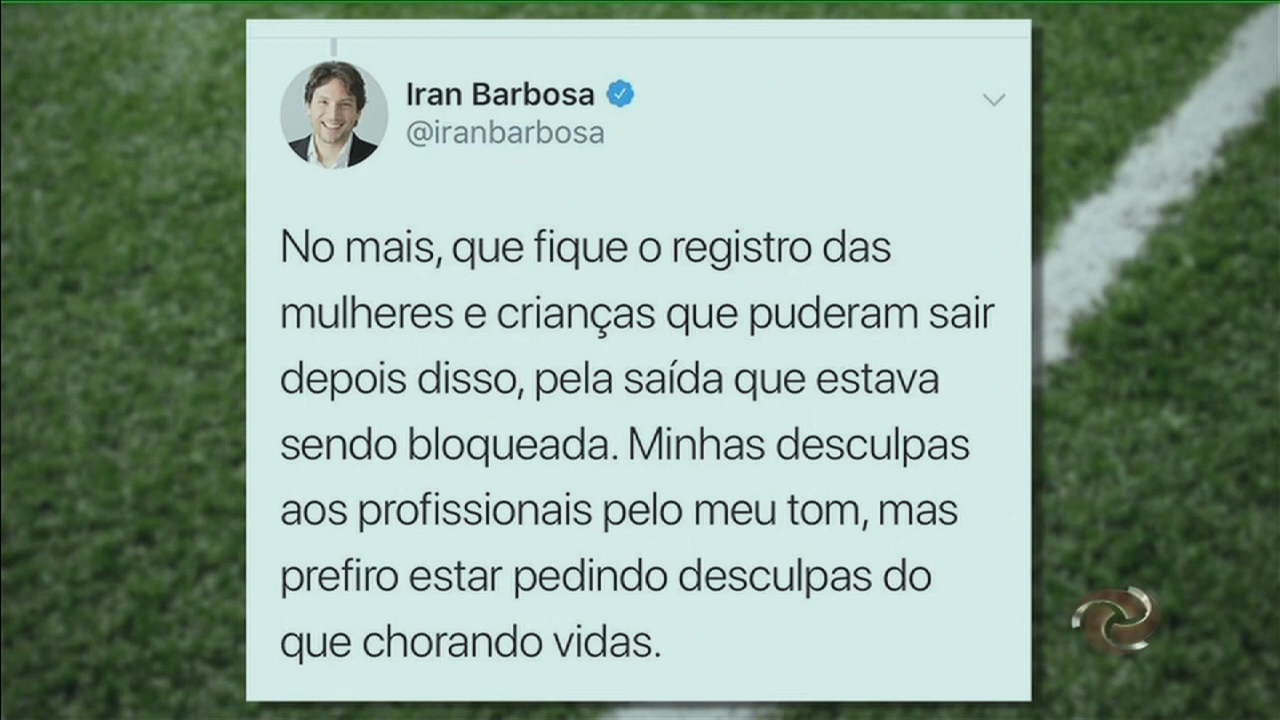 Iran Barbosa
@iranbarbosa
No mais, que fique o registro das
mulheres e crianças que puderam sair
depois disso, pela saída que estava
sendo bloqueada. Minhas desculpas
aos profissionais pelo meu tom, mas
prefiro estar pedindo desculpas do
que chorando vidas.